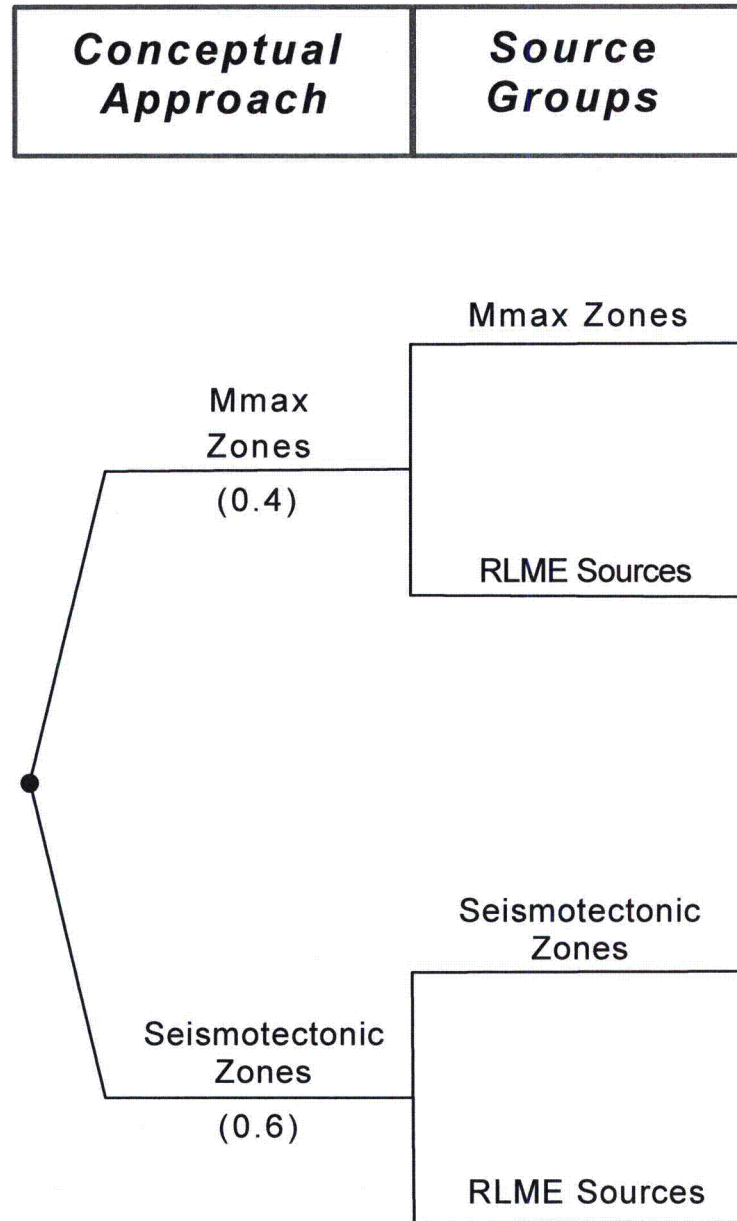 Conceptual
Approach
Source
Groups
Mmax Zones
Mmax
Zones
(0.4)
RLME Sources
Seismotectonic
Zones
Seismotectonic
Zones
(0.6)
RLME Sources